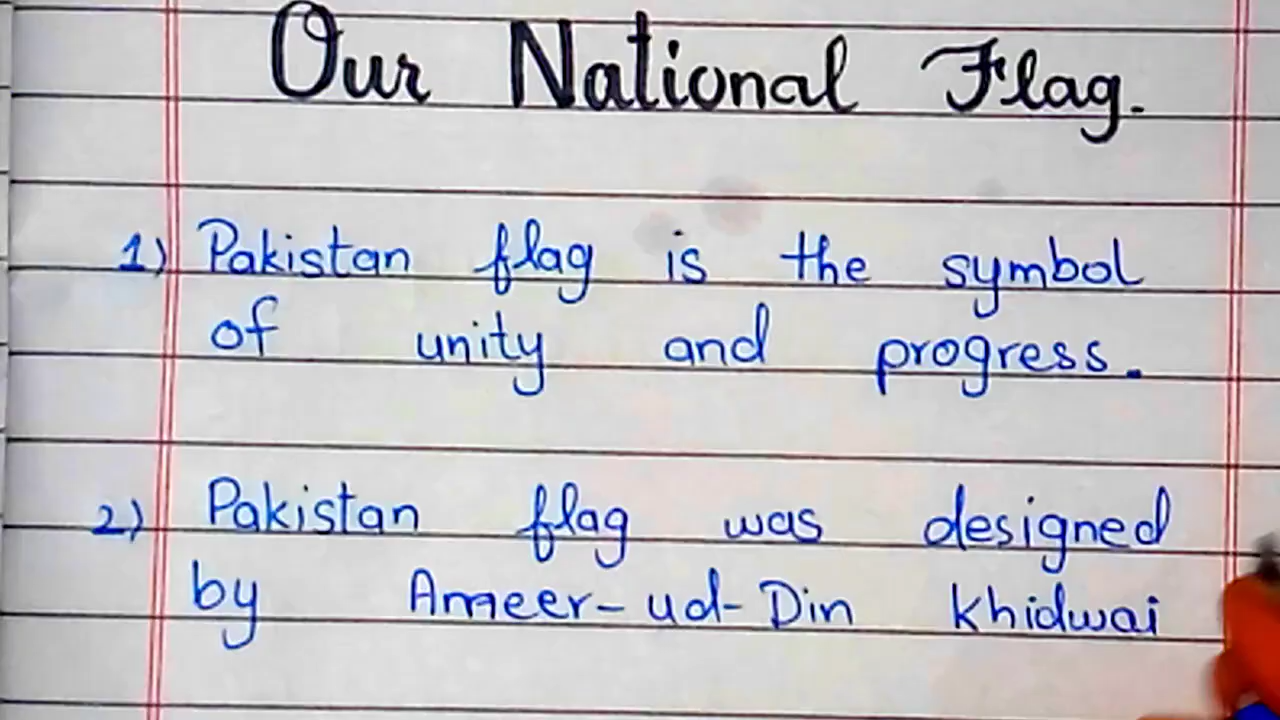 Our National Flag.
1) Pakistan flag is the symbol
of unity and progress.
2) Pakistan flag was designed
by Ameer-ud-Din Khidwai